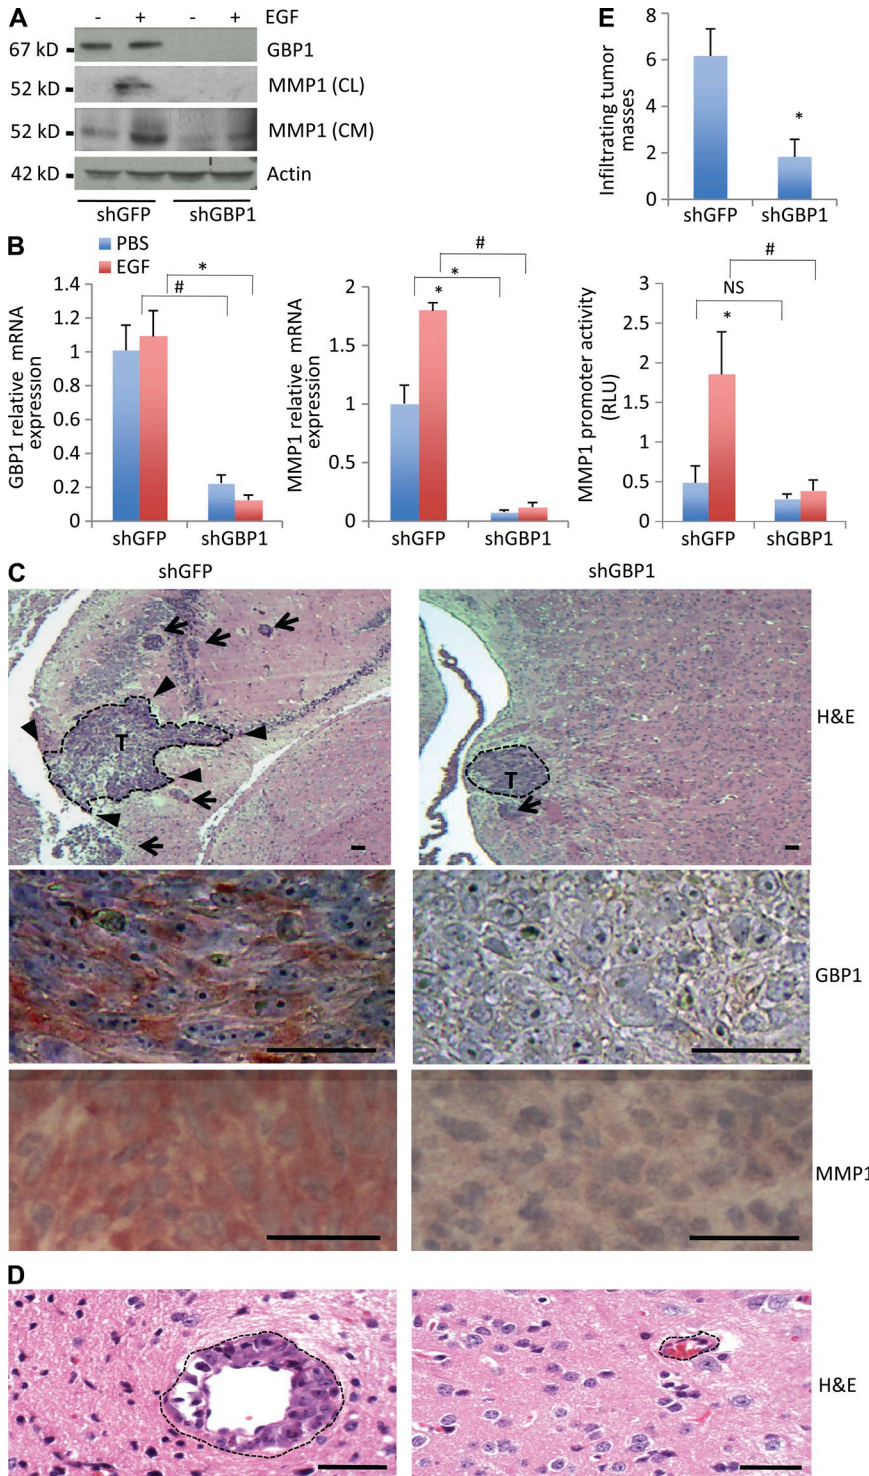 A
EGF
- + - +
67 kD GBP1
52 kD MMP1 (CL)
52 kD MMP1 (CM)
42 kD Actin
shGFP shGBP1
E
Infiltrating tumor
masses
8
6
4
2
0
*
shGFP shGBP1
B
PBS
EGF
GBP1 relative mRNA
expression
1.4
1.2
1
0.8
0.6
0.4
0.2
0
*
#
shGFP shGBP1
MMP1 relative mRNA
expression
2
1.5
1
0.5
0
#
*
*
shGFP shGBP1
MMP1 promoter activity
(RLU)
3
2.5
2
1.5
1
0.5
0
#
NS
*
shGFP shGBP1
C
shGFP shGBP1
T T
H&E
GBP1
MMP1
D
H&E